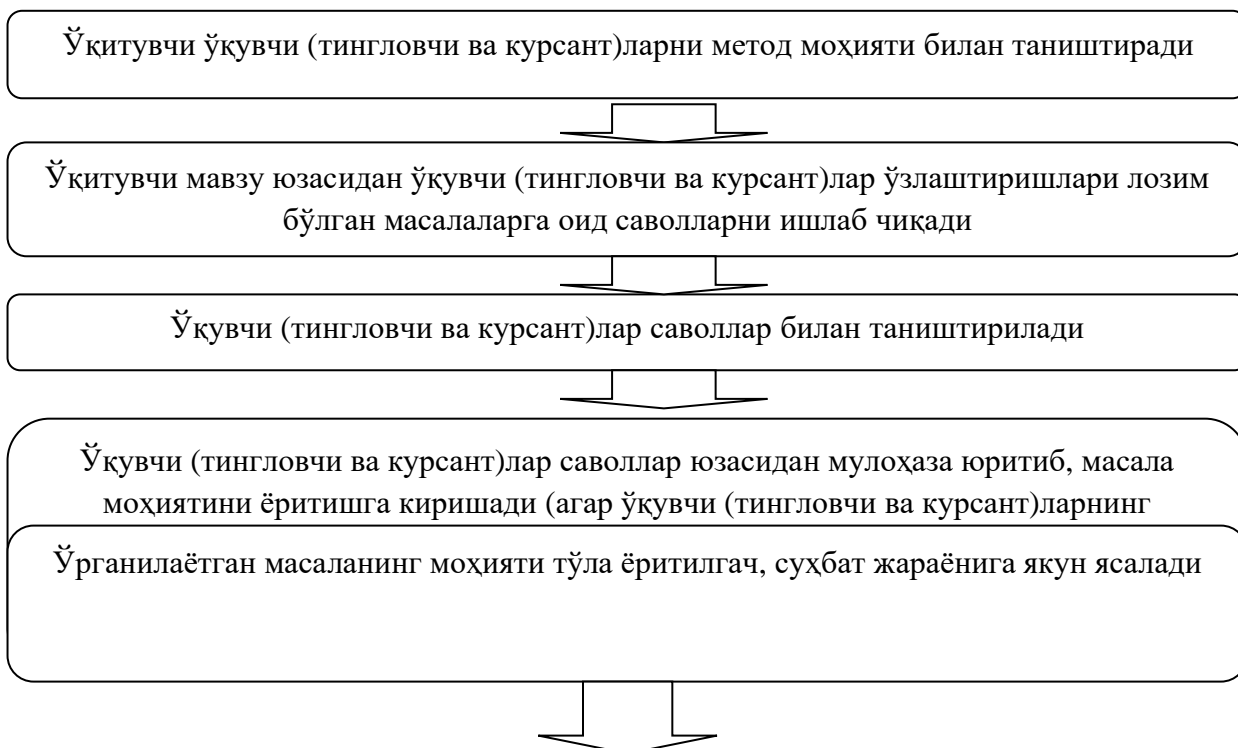 Ўқитувчи ўқувчи (тингловчи ва курсант)ларни метод моҳияти билан таништиради
Ўқитувчи мавзу юзасидан ўқувчи (тингловчи ва курсант)лар ўзлаштиришлари лозим
бўлган масалаларга оид саволларни ишлаб чиқади
Ўқувчи (тингловчи ва курсант)лар саволлар билан таништирилади
Ўқувчи (тингловчи ва курсант)лар саволлар юзасидан мулоҳаза юритиб, масала
моҳиятини ёритишга киришади (агар ўқувчи (тингловчи ва курсант)ларнинг
Ўрганилаётган масаланинг моҳияти тўла ёритилгач, суҳбат жараёнига якун ясалади